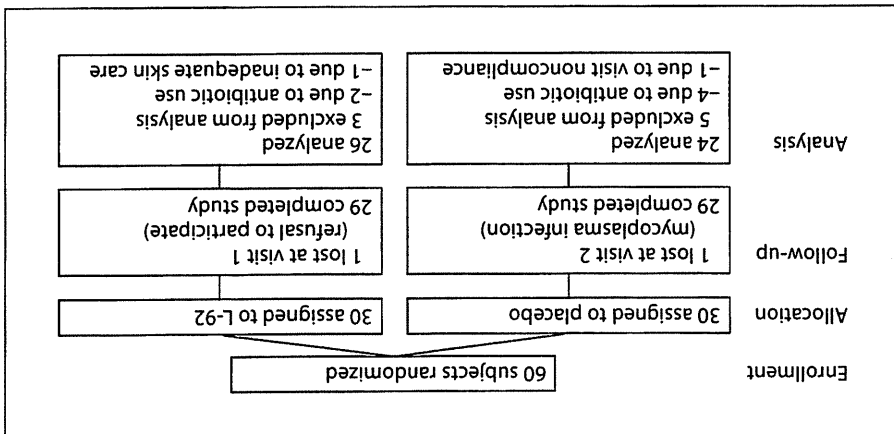 Enrollment
60 subjects randomized
Allocation
30 assigned to placebo
30 assigned to L-92
Follow-up
1 lost at visit 2
(mycoplasma infection)
29 completed study
1 lost at visit 1
(refusal to participate)
29 completed study
Analysis
24 analyzed
5 excluded from analysis
–4 due to antibiotic use
–1 due to visit noncompliance
26 analyzed
3 excluded from analysis
–2 due to antibiotic use
–1 due to inadequate skin care